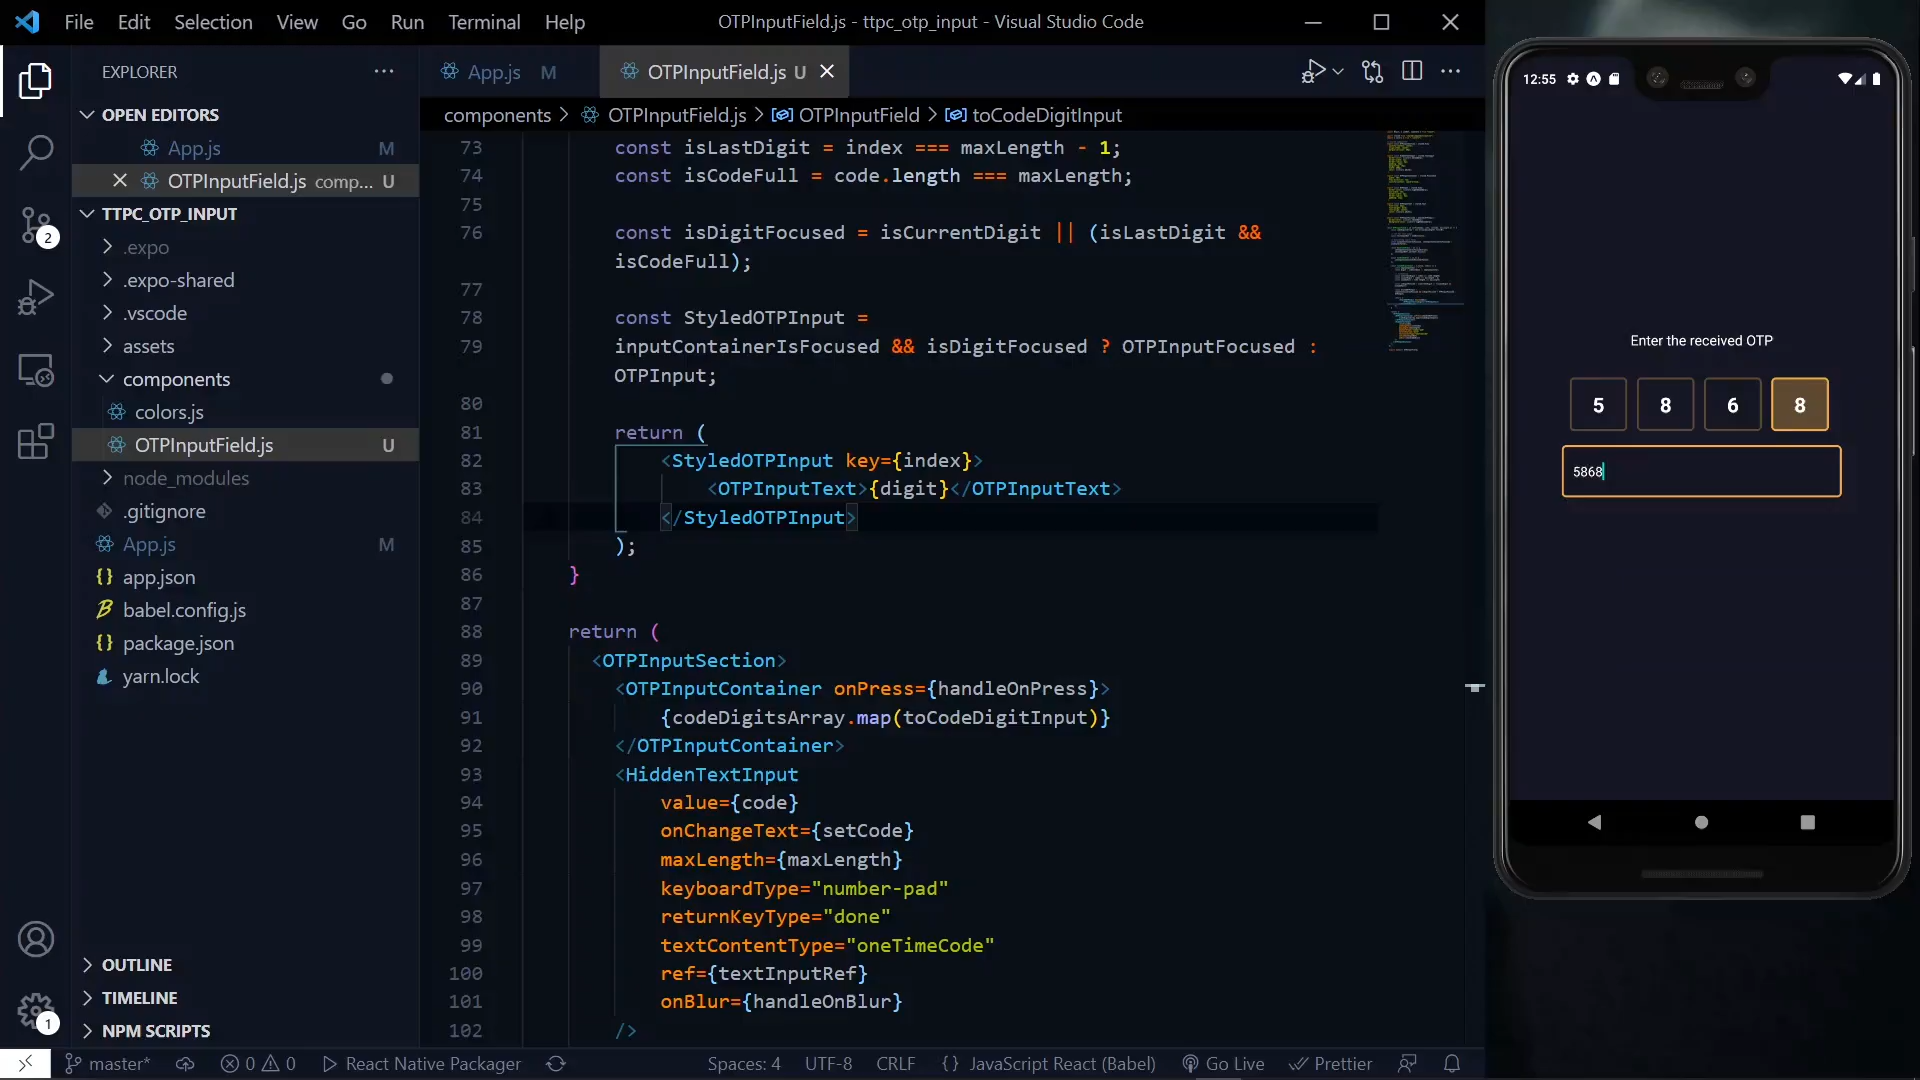 File Edit Selection View Go Run Terminal Help
OTPInputField.js - ttpc_otp_input - Visual Studio Code
EXPLORER
OPEN EDITORS
App.js M
OTPInputField.js comp... U
TTPC_OTP_INPUT
.expo
.expo-shared
.vscode
assets
components
colors.js
OTPInputField.js U
node_modules
.gitignore
App.js M
app.json
babel.config.js
package.json
yarn.lock
OUTLINE
TIMELINE
NPM SCRIPTS
2
1
App.js M
OTPInputField.js U
components > OTPInputField.js > OTPInputField > toCodeDigitInput
73 const isLastDigit = index === maxLength - 1;
74 const isCodeFull = code.length === maxLength;
75
76 const isDigitFocused = isCurrentDigit || (isLastDigit &&
isCodeFull);
77
78 const StyledOTPInput =
79 inputContainerIsFocused && isDigitFocused ? OTPInputFocused :
OTPInput;
80
81 return (
82 <StyledOTPInput key={index}>
83 <OTPInputText>{digit}</OTPInputText>
84 </StyledOTPInput>
85 );
86 }
87
88 return (
89 <OTPInputSection>
90 <OTPInputContainer onPress={handleOnPress}>
91 {codeDigitsArray.map(toCodeDigitInput)}
92 </OTPInputContainer>
93 <HiddenTextInput
94 value={code}
95 onChangeText={setCode}
96 maxLength={maxLength}
97 keyboardType="number-pad"
98 returnKeyType="done"
99 textContentType="oneTimeCode"
100 ref={textInputRef}
101 onBlur={handleOnBlur}
102 />
master* 0 0 React Native Packager Spaces: 4 UTF-8 CRLF {} JavaScript React (Babel) Go Live Prettier
12:55
Enter the received OTP
5 8 6 8
5868